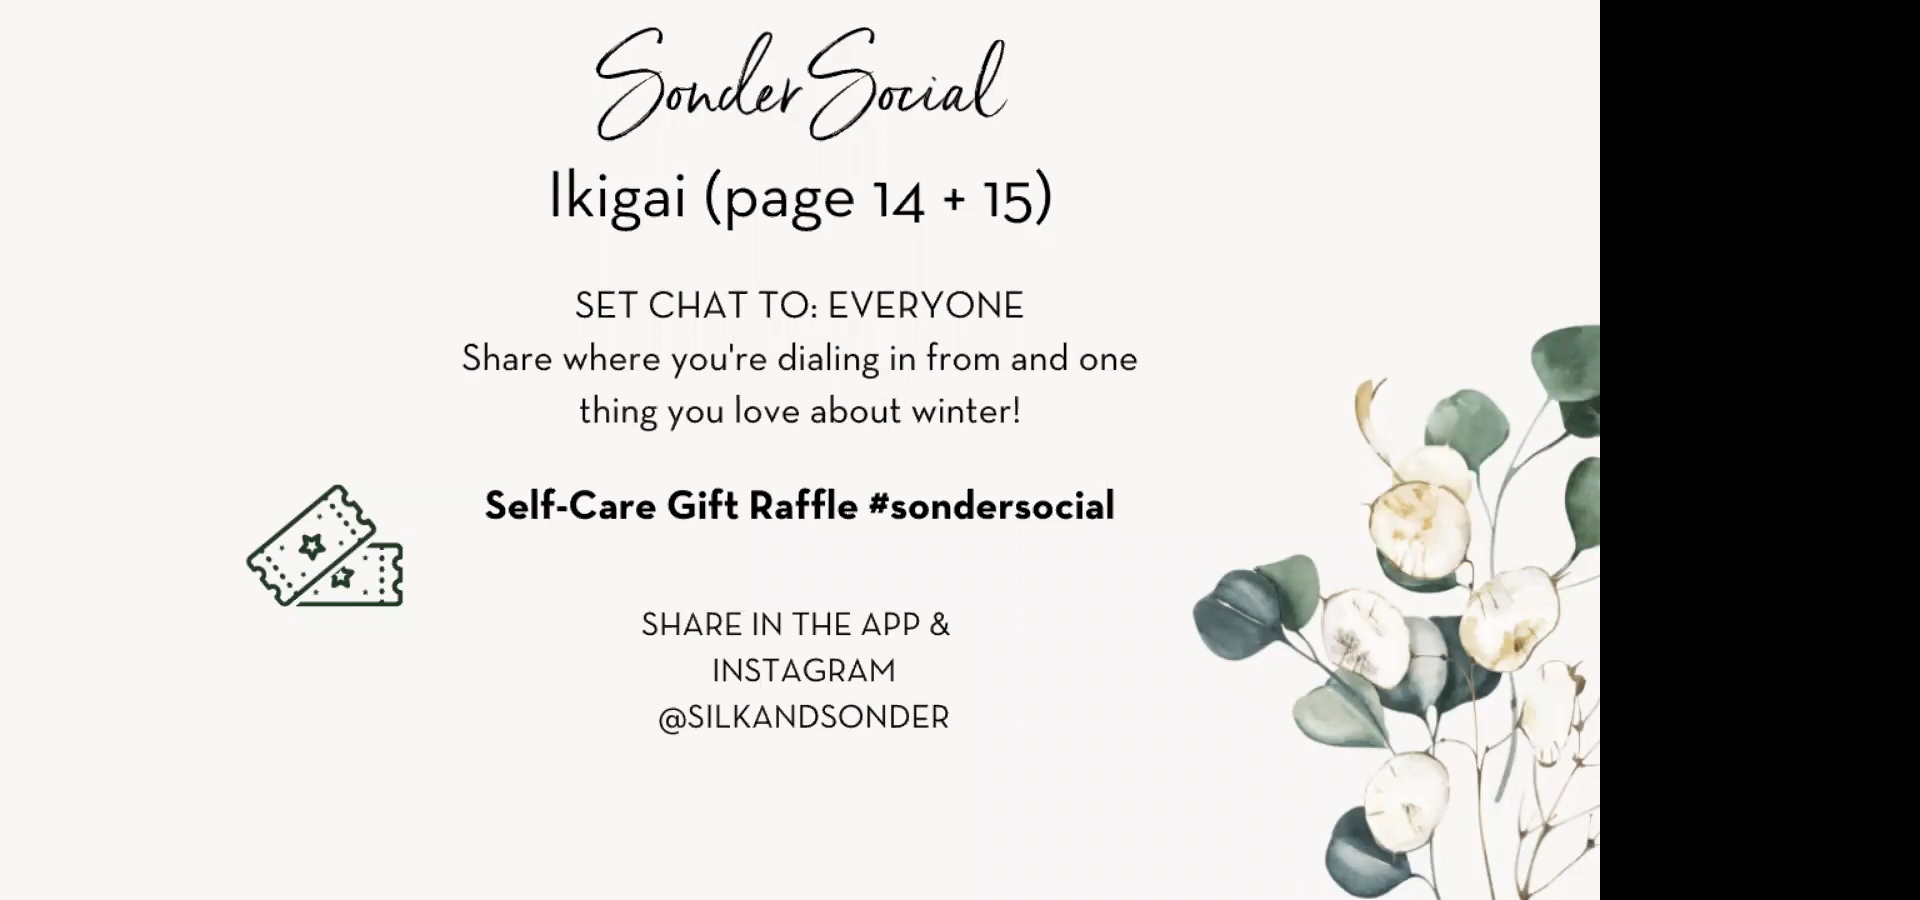 Sonder Social
Ikigai (page 14 + 15)
SET CHAT TO: EVERYONE
Share where you're dialing in from and one
thing you love about winter!
Self-Care Gift Raffle #sondersocial
SHARE IN THE APP &
INSTAGRAM
@SILKANDSONDER